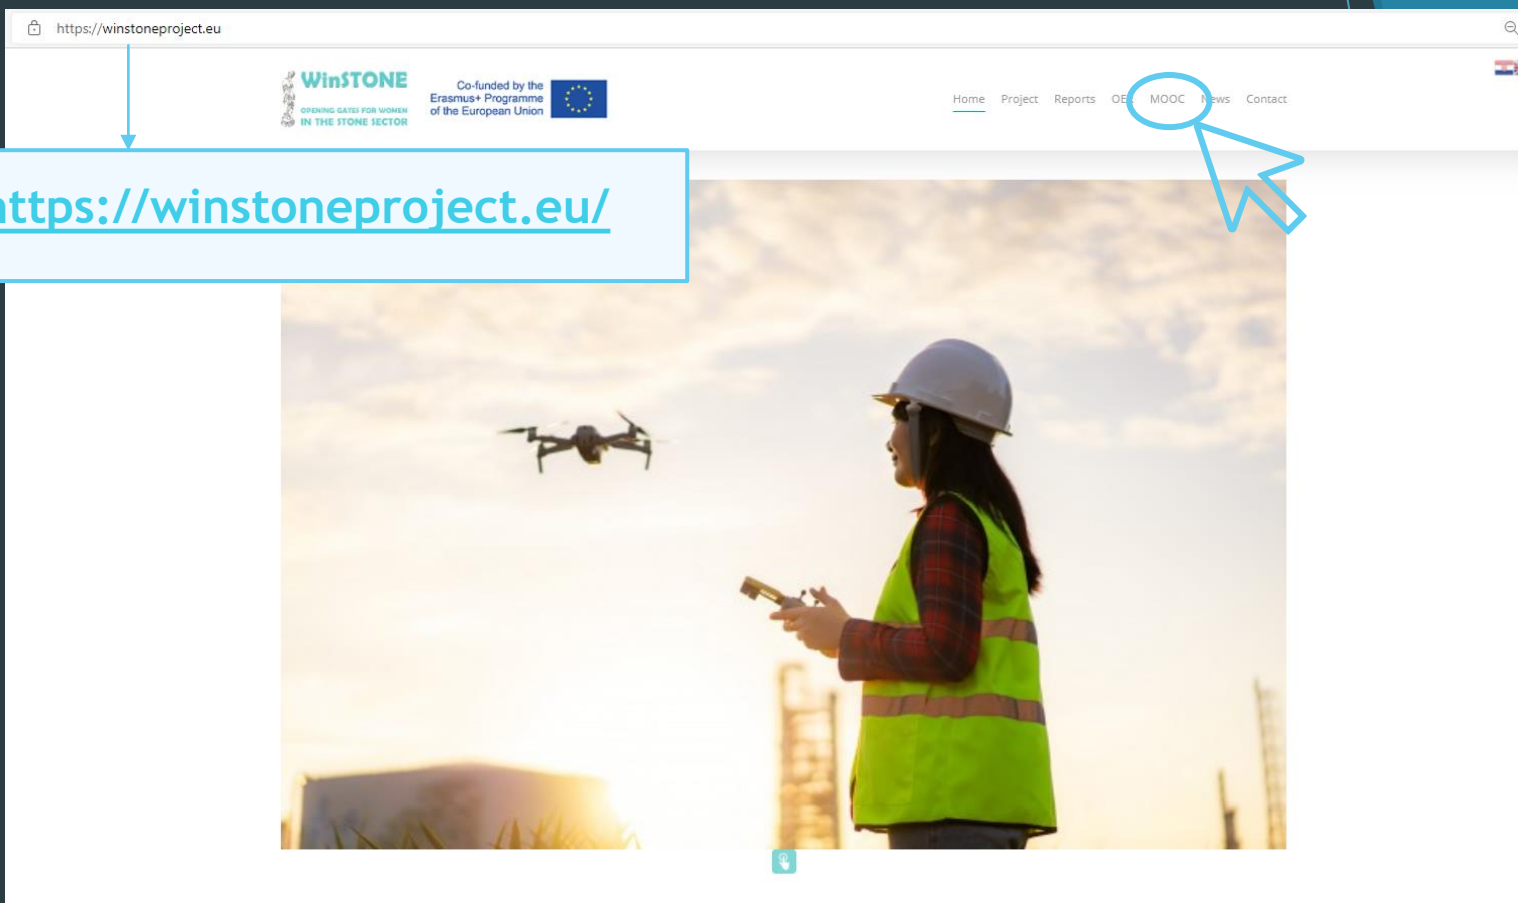 https://winstoneproject.eu
WinSTONE
OPENING GATES FOR WOMEN
IN THE STONE SECTOR
Co-funded by the
Erasmus+ Programme
of the European Union
Home Project Reports MOOC News Contact
https://winstoneproject.eu/